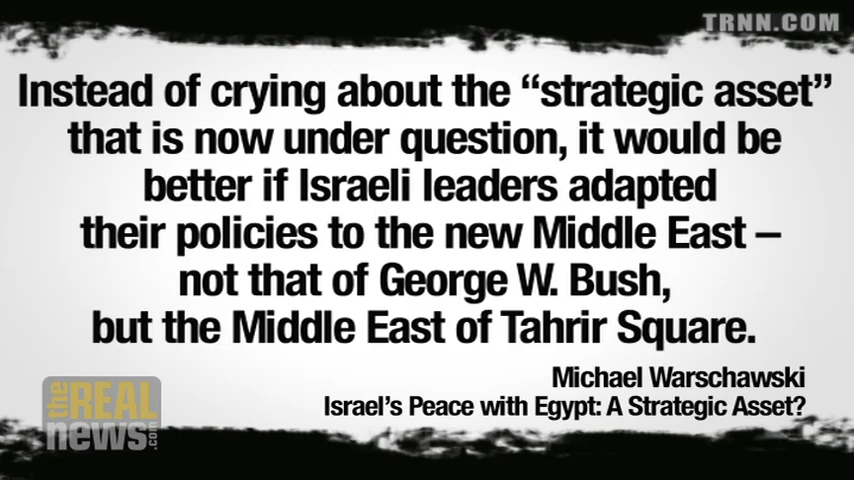 TRNN.COM
Instead of crying about the “strategic asset”
that is now under question, it would be
better if Israeli leaders adapted
their policies to the new Middle East –
not that of George W. Bush,
but the Middle East of Tahrir Square.
Michael Warschawski
Israel’s Peace with Egypt: A Strategic Asset?
the REAL
news.com